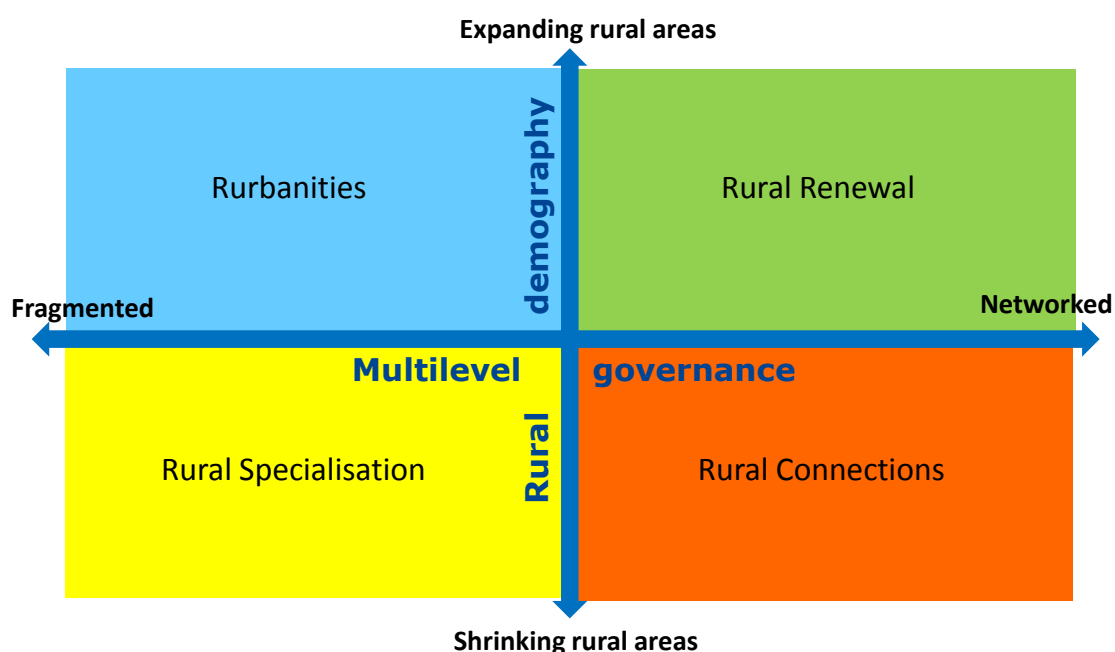 Expanding rural areas
Rurbanities
Rural Renewal
Rural demography
Fragmented
Networked
Multilevel governance
Rural Specialisation
Rural Connections
Shrinking rural areas